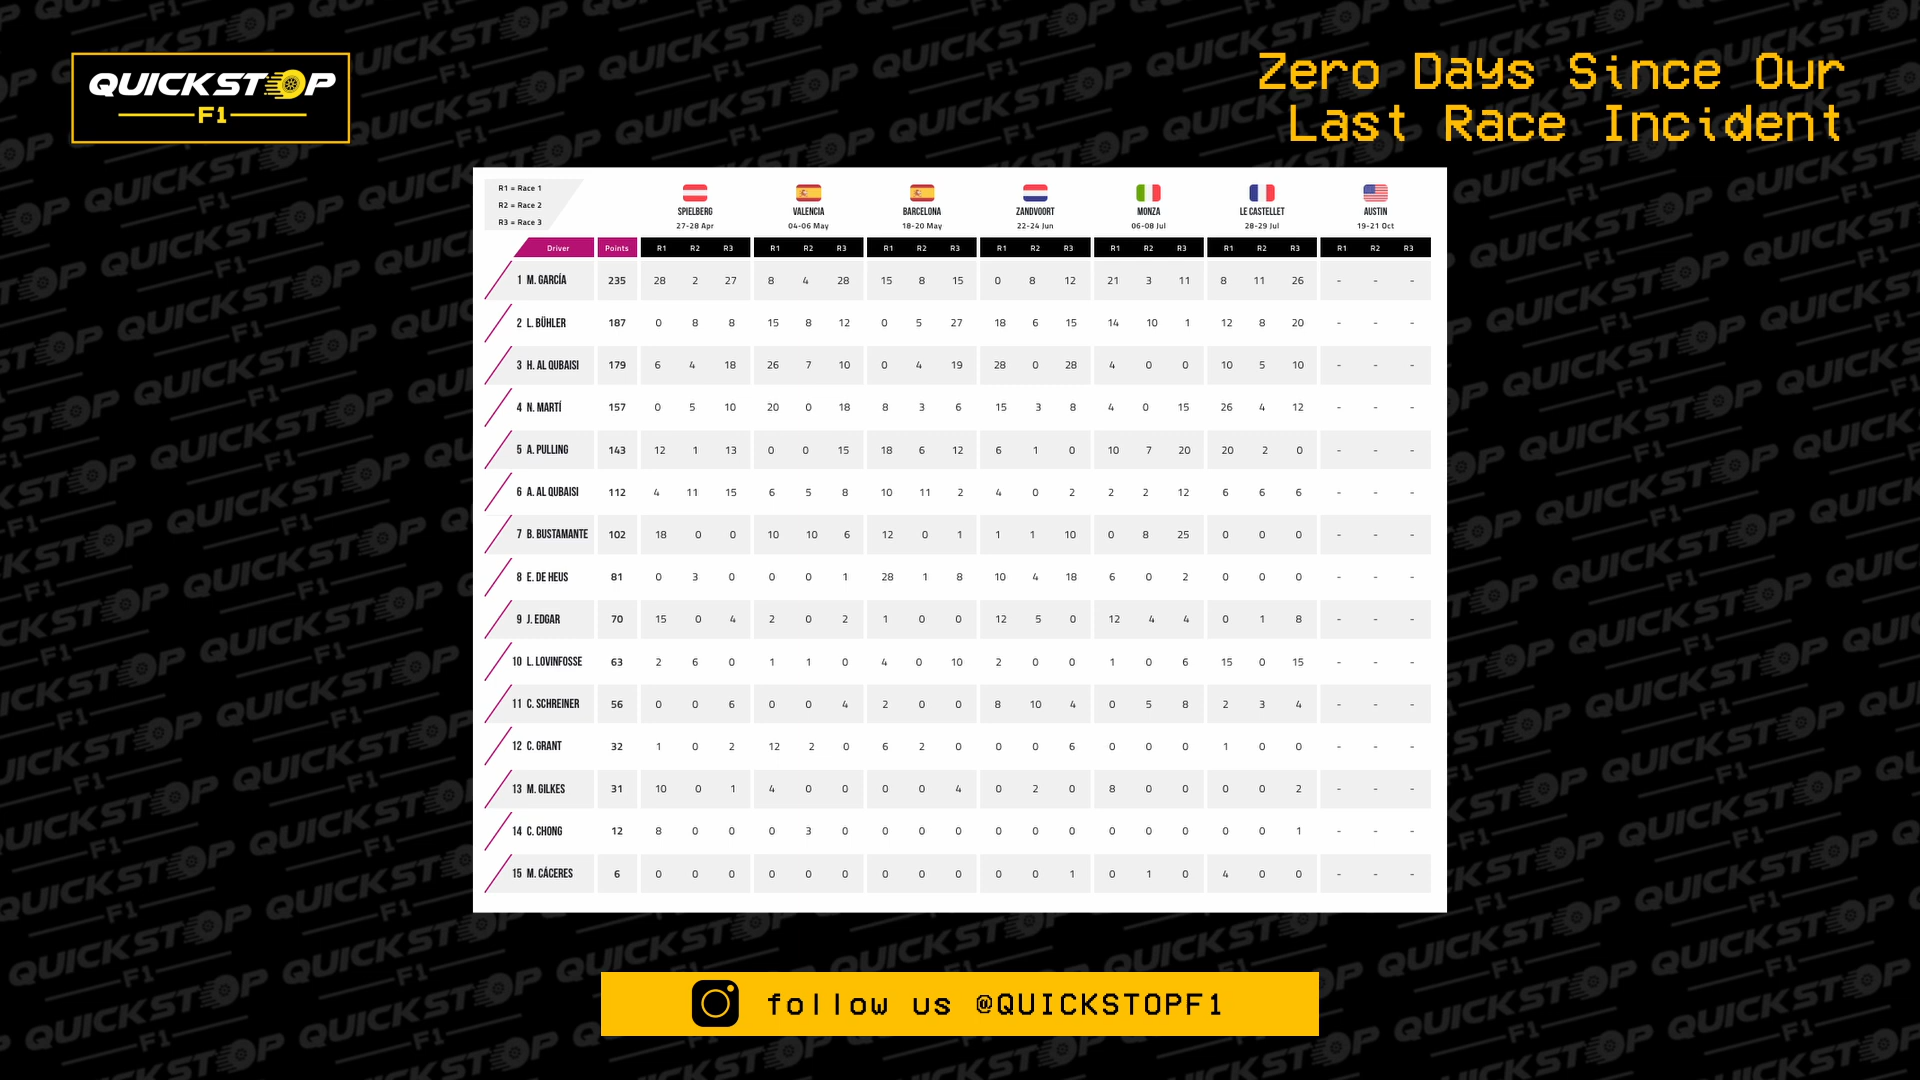 QUICKSTOP
F1
Zero Days Since Our
Last Race Incident
R1 = Race 1
R2 = Race 2
R3 = Race 3
SPIELBERG VALENCIA BARCELONA ZANDVOORT MONZA LE CASTELLET AUSTIN
27-28 Apr 04-06 May 18-20 May 22-24 Jun 06-08 Jul 28-29 Jul 19-21 Oct
Driver Points R1 R2 R3 R1 R2 R3 R1 R2 R3 R1 R2 R3 R1 R2 R3 R1 R2 R3 R1 R2 R3
1 M. GARCÍA 235 28 2 27 8 4 28 15 8 15 0 8 12 21 3 11 8 11 26 - - -
2 L. BÜHLER 187 0 8 8 15 8 12 0 5 27 18 6 15 14 10 1 12 8 20 - - -
3 H. AL QUBAISI 179 6 4 18 26 7 10 0 4 19 28 0 28 4 0 0 10 5 10 - - -
4 N. MARTÍ 157 0 5 10 20 0 18 8 3 6 15 3 8 4 0 15 26 4 12 - - -
5 A. PULLING 143 12 1 13 0 0 15 18 6 12 6 1 0 10 7 20 20 2 0 - - -
6 A. AL QUBAISI 112 4 11 15 6 5 8 10 11 2 4 0 2 2 2 12 6 6 6 - - -
7 B. BUSTAMANTE 102 18 0 0 10 10 6 12 0 1 1 1 10 0 8 25 0 0 0 - - -
8 E. DE HEUS 81 0 3 0 0 0 1 28 1 8 10 4 18 6 0 2 0 0 0 - - -
9 J. EDGAR 70 15 0 4 2 0 2 1 0 0 12 5 0 12 4 4 0 1 8 - - -
10 L. LOVINFOSSE 63 2 6 0 1 1 0 4 0 10 2 0 0 1 0 6 15 0 15 - - -
11 C. SCHREINER 56 0 0 6 0 0 4 2 0 0 8 10 4 0 5 8 2 3 4 - - -
12 C. GRANT 32 1 0 2 12 2 0 6 2 0 0 0 6 0 0 0 1 0 0 - - -
13 M. GILKES 31 10 0 1 4 0 0 0 0 4 0 2 0 8 0 0 0 0 2 - - -
14 C. CHONG 12 8 0 0 0 3 0 0 0 0 0 0 0 0 0 0 0 0 1 - - -
15 M. CÁCERES 6 0 0 0 0 0 0 0 0 0 0 0 1 0 1 0 4 0 0 - - -
follow us @QUICKSTOPF1